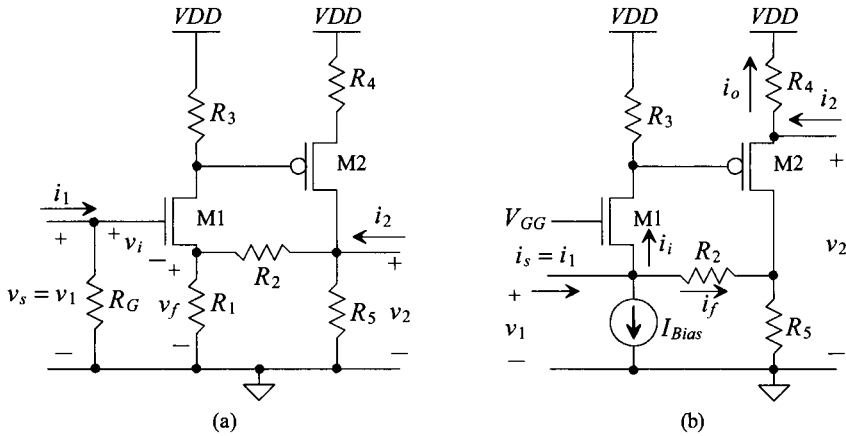 VDD VDD VDD VDD
R4 R4
R3 R3
io i2
M2 M2
i1 M1 i2 VGG M1
+ + vi − + R2 + is = i1 ii R2 +
vs = v1 RG vf R1 R5 v2 + v1 if IBias R5 v2
− − − − −
(a) (b)